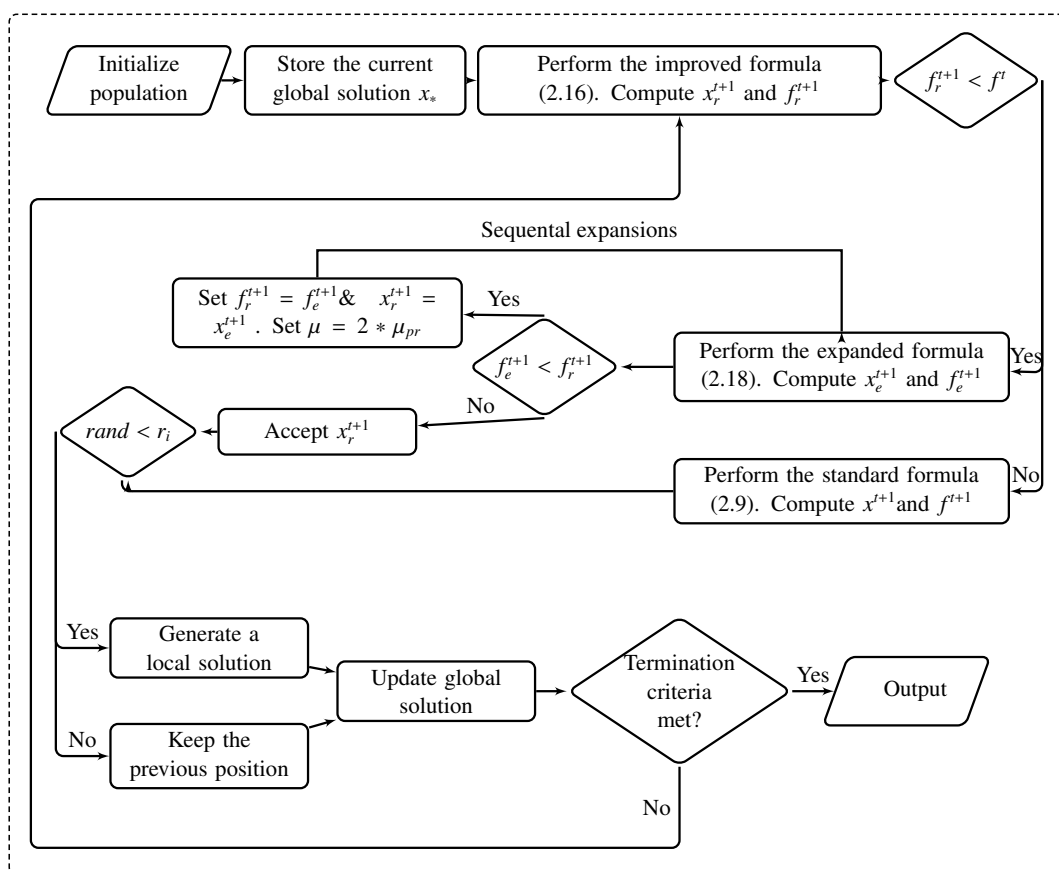 Initialize
population
Store the current
global solution x_*
Perform the improved formula
(2.16). Compute x_r^{t+1} and f_r^{t+1}
f_r^{t+1} < f^t
Sequental expansions
Set f_r^{t+1} = f_e^{t+1} & x_r^{t+1} =
x_e^{t+1} . Set μ = 2 * μ_{pr}
Yes
f_e^{t+1} < f_r^{t+1}
Perform the expanded formula
(2.18). Compute x_e^{t+1} and f_e^{t+1}
Yes
No
rand < r_i
Accept x_r^{t+1}
Perform the standard formula
(2.9). Compute x^{t+1} and f^{t+1}
No
Yes
Generate a
local solution
Update global
solution
Termination
criteria
met?
Yes
Output
No
Keep the
previous position
No